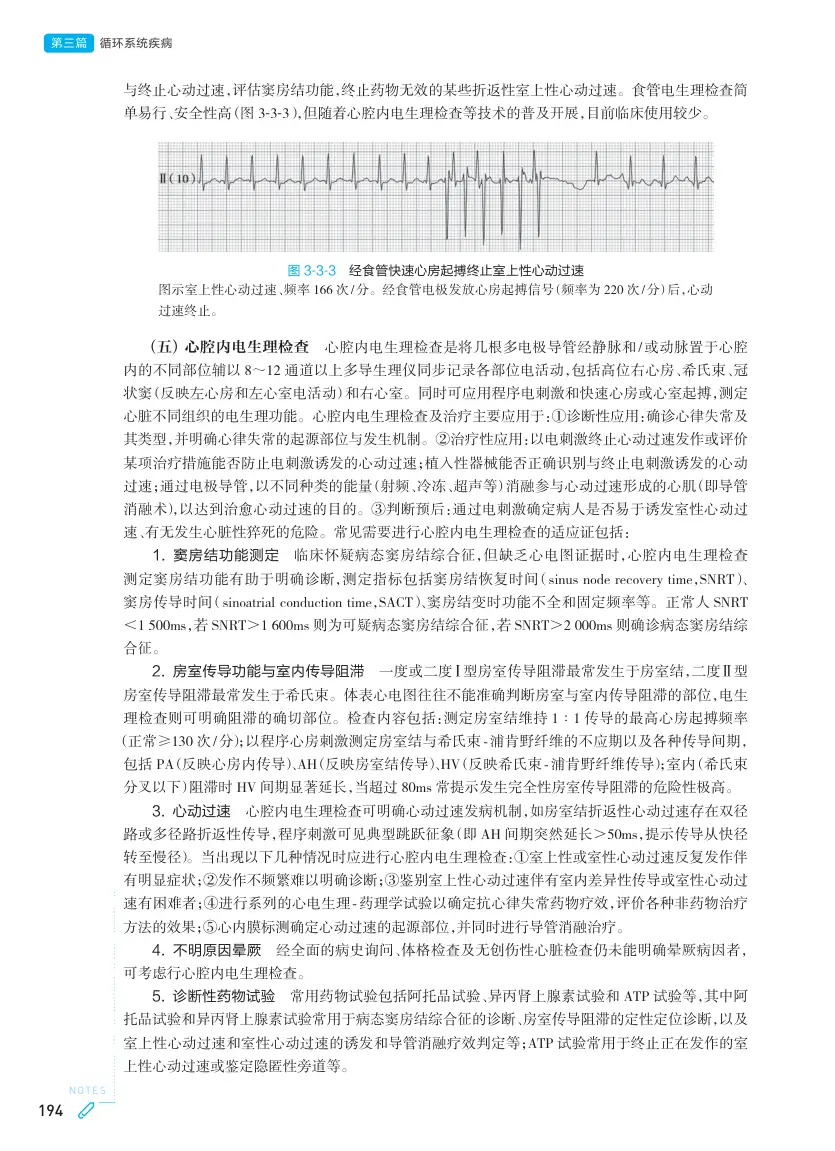 第三篇 循环系统疾病
与终止心动过速,评估窦房结功能,终止药物无效的某些折返性室上性心动过速。食管电生理检查简
单易行、安全性高(图 3-3-3),但随着心腔内电生理检查等技术的普及开展,目前临床使用较少。
Ⅱ(10)
图 3-3-3 经食管快速心房起搏终止室上性心动过速
图示室上性心动过速、频率 166 次/分。经食管电极发放心房起搏信号(频率为 220 次/分)后,心动
过速终止。
(五) 心腔内电生理检查 心腔内电生理检查是将几根多电极导管经静脉和/或动脉置于心腔
内的不同部位辅以 8～12 通道以上多导生理仪同步记录各部位电活动,包括高位右心房、希氏束、冠
状窦(反映左心房和左心室电活动)和右心室。同时可应用程序电刺激和快速心房或心室起搏,测定
心脏不同组织的电生理功能。心腔内电生理检查及治疗主要应用于:①诊断性应用:确诊心律失常及
其类型,并明确心律失常的起源部位与发生机制。②治疗性应用:以电刺激终止心动过速发作或评价
某项治疗措施能否防止电刺激诱发的心动过速;植入性器械能否正确识别与终止电刺激诱发的心动
过速;通过电极导管,以不同种类的能量(射频、冷冻、超声等)消融参与心动过速形成的心肌(即导管
消融术),以达到治愈心动过速的目的。③判断预后:通过电刺激确定病人是否易于诱发室性心动过
速、有无发生心脏性猝死的危险。常见需要进行心腔内电生理检查的适应证包括:
1. 窦房结功能测定 临床怀疑病态窦房结综合征,但缺乏心电图证据时,心腔内电生理检查
测定窦房结功能有助于明确诊断,测定指标包括窦房结恢复时间(sinus node recovery time,SNRT)、
窦房传导时间(sinoatrial conduction time,SACT)、窦房结变时功能不全和固定频率等。正常人 SNRT
＜1 500ms,若 SNRT＞1 600ms 则为可疑病态窦房结综合征,若 SNRT＞2 000ms 则确诊病态窦房结综
合征。
2. 房室传导功能与室内传导阻滞 一度或二度Ⅰ型房室传导阻滞最常发生于房室结,二度Ⅱ型
房室传导阻滞最常发生于希氏束。体表心电图往往不能准确判断房室与室内传导阻滞的部位,电生
理检查则可明确阻滞的确切部位。检查内容包括:测定房室结维持 1∶1 传导的最高心房起搏频率
(正常≥130 次/分);以程序心房刺激测定房室结与希氏束-浦肯野纤维的不应期以及各种传导间期,
包括 PA(反映心房内传导)、AH(反映房室结传导)、HV(反映希氏束-浦肯野纤维传导);室内(希氏束
分叉以下)阻滞时 HV 间期显著延长,当超过 80ms 常提示发生完全性房室传导阻滞的危险性极高。
3. 心动过速 心腔内电生理检查可明确心动过速发病机制,如房室结折返性心动过速存在双径
路或多径路折返性传导,程序刺激可见典型跳跃征象(即 AH 间期突然延长＞50ms,提示传导从快径
转至慢径)。当出现以下几种情况时应进行心腔内电生理检查:①室上性或室性心动过速反复发作伴
有明显症状;②发作不频繁难以明确诊断;③鉴别室上性心动过速伴有室内差异性传导或室性心动过
速有困难者;④进行系列的心电生理-药理学试验以确定抗心律失常药物疗效,评价各种非药物治疗
方法的效果;⑤心内膜标测确定心动过速的起源部位,并同时进行导管消融治疗。
4. 不明原因晕厥 经全面的病史询问、体格检查及无创伤性心脏检查仍未能明确晕厥病因者,
可考虑行心腔内电生理检查。
5. 诊断性药物试验 常用药物试验包括阿托品试验、异丙肾上腺素试验和 ATP 试验等,其中阿
托品试验和异丙肾上腺素试验常用于病态窦房结综合征的诊断、房室传导阻滞的定性定位诊断,以及
室上性心动过速和室性心动过速的诱发和导管消融疗效判定等;ATP 试验常用于终止正在发作的室
上性心动过速或鉴定隐匿性旁道等。
NOTES
194